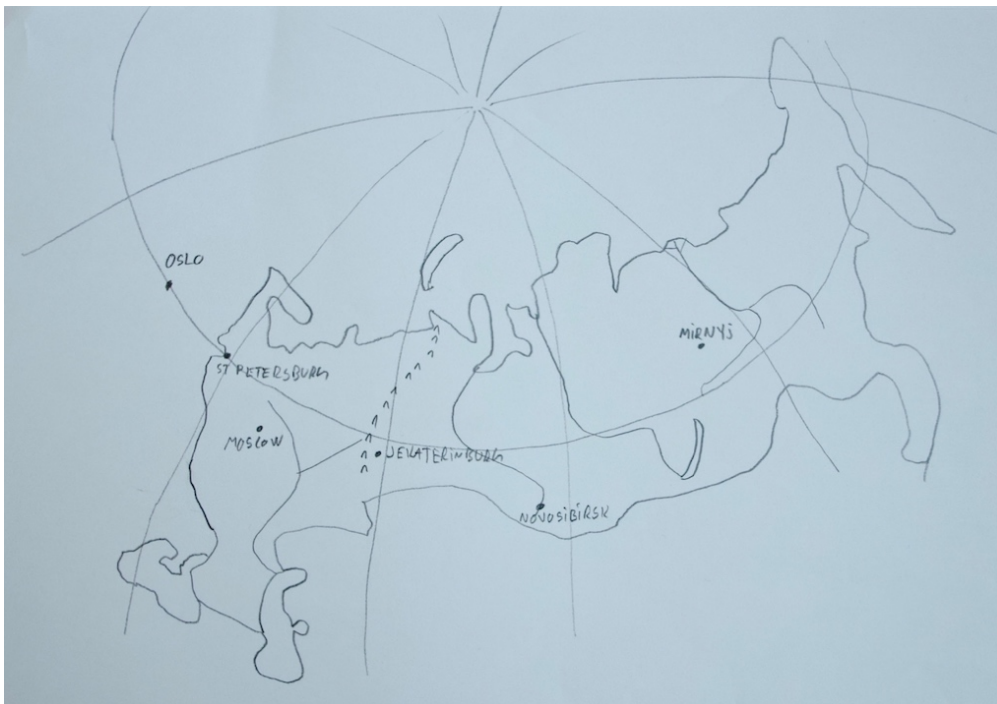 OSLO
MIRNYJ
ST PETERSBURG
MOSCOW
JEKATERINBURG
NOVOSIBIRSK